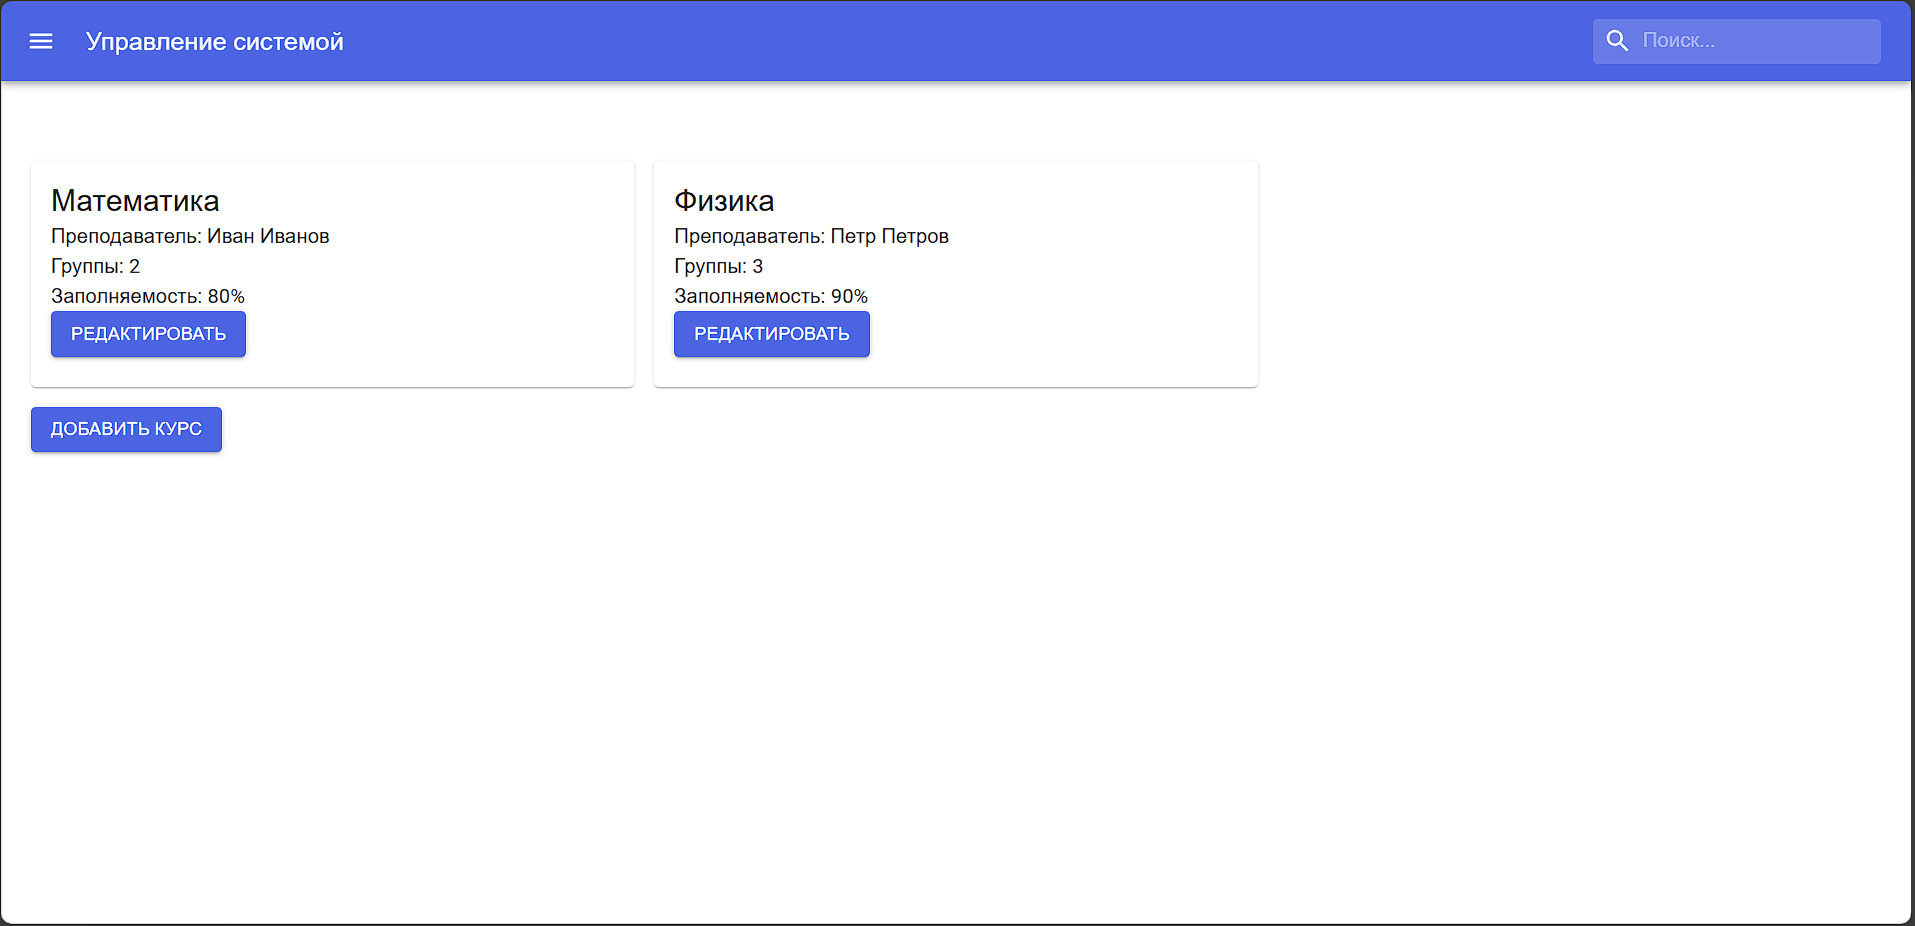 Управление системой
Поиск...
Математика
Преподаватель: Иван Иванов
Группы: 2
Заполняемость: 80%
РЕДАКТИРОВАТЬ
Физика
Преподаватель: Петр Петров
Группы: 3
Заполняемость: 90%
РЕДАКТИРОВАТЬ
ДОБАВИТЬ КУРС